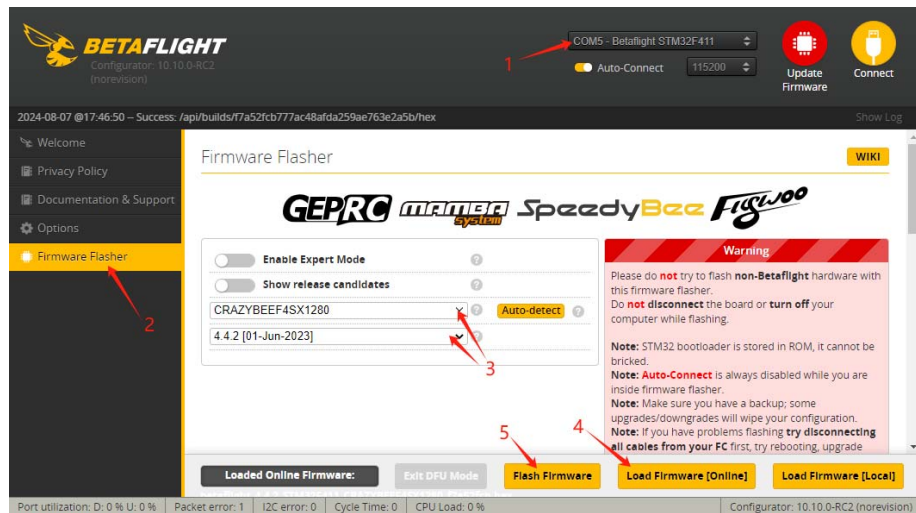 BETAFLIGHT
Configurator: 10.10.0-RC2
(norevision)
1
COM5 - Betaflight STM32F411
Auto-Connect
115200
Update
Firmware
Connect
2024-08-07 @17:46:50 -- Success: /api/builds/f7a52fcb777ac48afda259ae763e2a5b/hex
Show Log
Welcome
Privacy Policy
Documentation & Support
Options
Firmware Flasher
2
Firmware Flasher
WIKI
GEPRC
MAMBA
system
SpeedyBee
Flywoo
Enable Expert Mode
Show release candidates
CRAZYBEEF4SX1280
Auto-detect
4.4.2 [01-Jun-2023]
3
Warning
Please do not try to flash non-Betaflight hardware with
this firmware flasher.
Do not disconnect the board or turn off your
computer while flashing.
Note: STM32 bootloader is stored in ROM, it cannot be
bricked.
Note: Auto-Connect is always disabled while you are
inside firmware flasher.
Note: Make sure you have a backup; some
upgrades/downgrades will wipe your configuration.
Note: If you have problems flashing try disconnecting
all cables from your FC first, try rebooting, upgrade
5
4
Loaded Online Firmware:
Exit DFU Mode
Flash Firmware
Load Firmware [Online]
Load Firmware [Local]
Port utilization: D: 0 % U: 0 %
Packet error: 1
I2C error: 0
Cycle Time: 0
CPU Load: 0 %
Configurator: 10.10.0-RC2 (norevision)